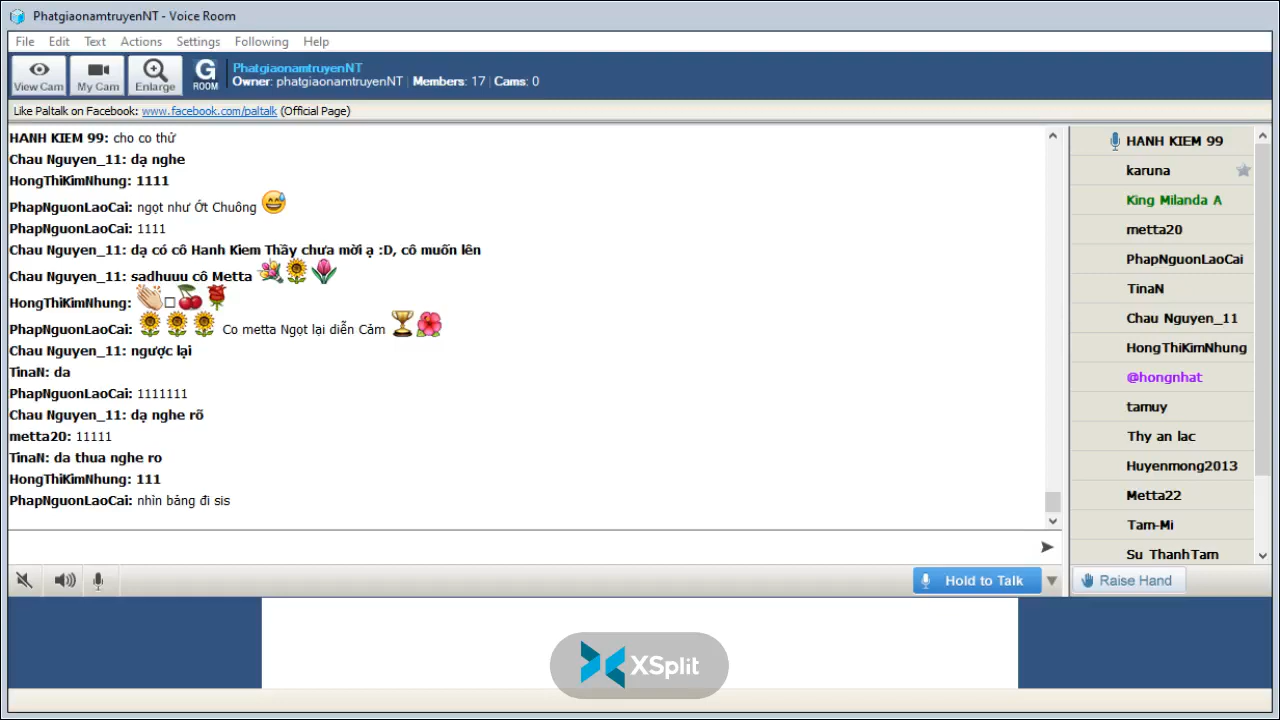 PhatgiaonamtruyenNT - Voice Room
File Edit Text Actions Settings Following Help
View Cam My Cam Enlarge G ROOM
PhatgiaonamtruyenNT
Owner: phatgiaonamtruyenNT Members: 17 Cams: 0
Like Paltalk on Facebook: www.facebook.com/paltalk (Official Page)
HANH KIEM 99: cho co thứ
Chau Nguyen_11: dạ nghe
HongThiKimNhung: 1111
PhapNguonLaoCai: ngọt như Ớt Chuông
PhapNguonLaoCai: 1111
Chau Nguyen_11: dạ có cô Hanh Kiem Thầy chưa mời ạ :D, cô muốn lên
Chau Nguyen_11: sadhuuu cô Metta
HongThiKimNhung:
PhapNguonLaoCai: Co metta Ngọt lại diễn Cảm
Chau Nguyen_11: ngược lại
TinaN: da
PhapNguonLaoCai: 1111111
Chau Nguyen_11: dạ nghe rõ
metta20: 11111
TinaN: da thua nghe ro
HongThiKimNhung: 111
PhapNguonLaoCai: nhìn bảng đi sis
HANH KIEM 99
karuna
King Milanda A
metta20
PhapNguonLaoCai
TinaN
Chau Nguyen_11
HongThiKimNhung
@hongnhat
tamuy
Thy an lac
Huyenmong2013
Metta22
Tam-Mi
Su ThanhTam
Hold to Talk
Raise Hand
XSplit